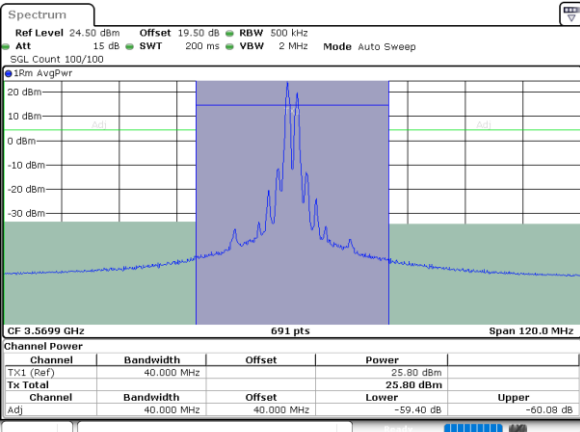 Spectrum
Ref Level 24.50 dBm Offset 19.50 dB RBW 500 kHz
Att 15 dB SWT 200 ms VBW 2 MHz Mode Auto Sweep
SGL Count 100/100
1Rm AvgPwr
20 dBm
10 dBm
Adj Adj
0 dBm
-10 dBm
-20 dBm
-30 dBm
CF 3.5699 GHz 691 pts Span 120.0 MHz
Channel Power
Channel Bandwidth Offset Power
TX1 (Ref) 40.000 MHz 25.80 dBm
Tx Total 25.80 dBm
Channel Bandwidth Offset Lower Upper
Adj 40.000 MHz 40.000 MHz -59.40 dB -60.08 dB
Ready